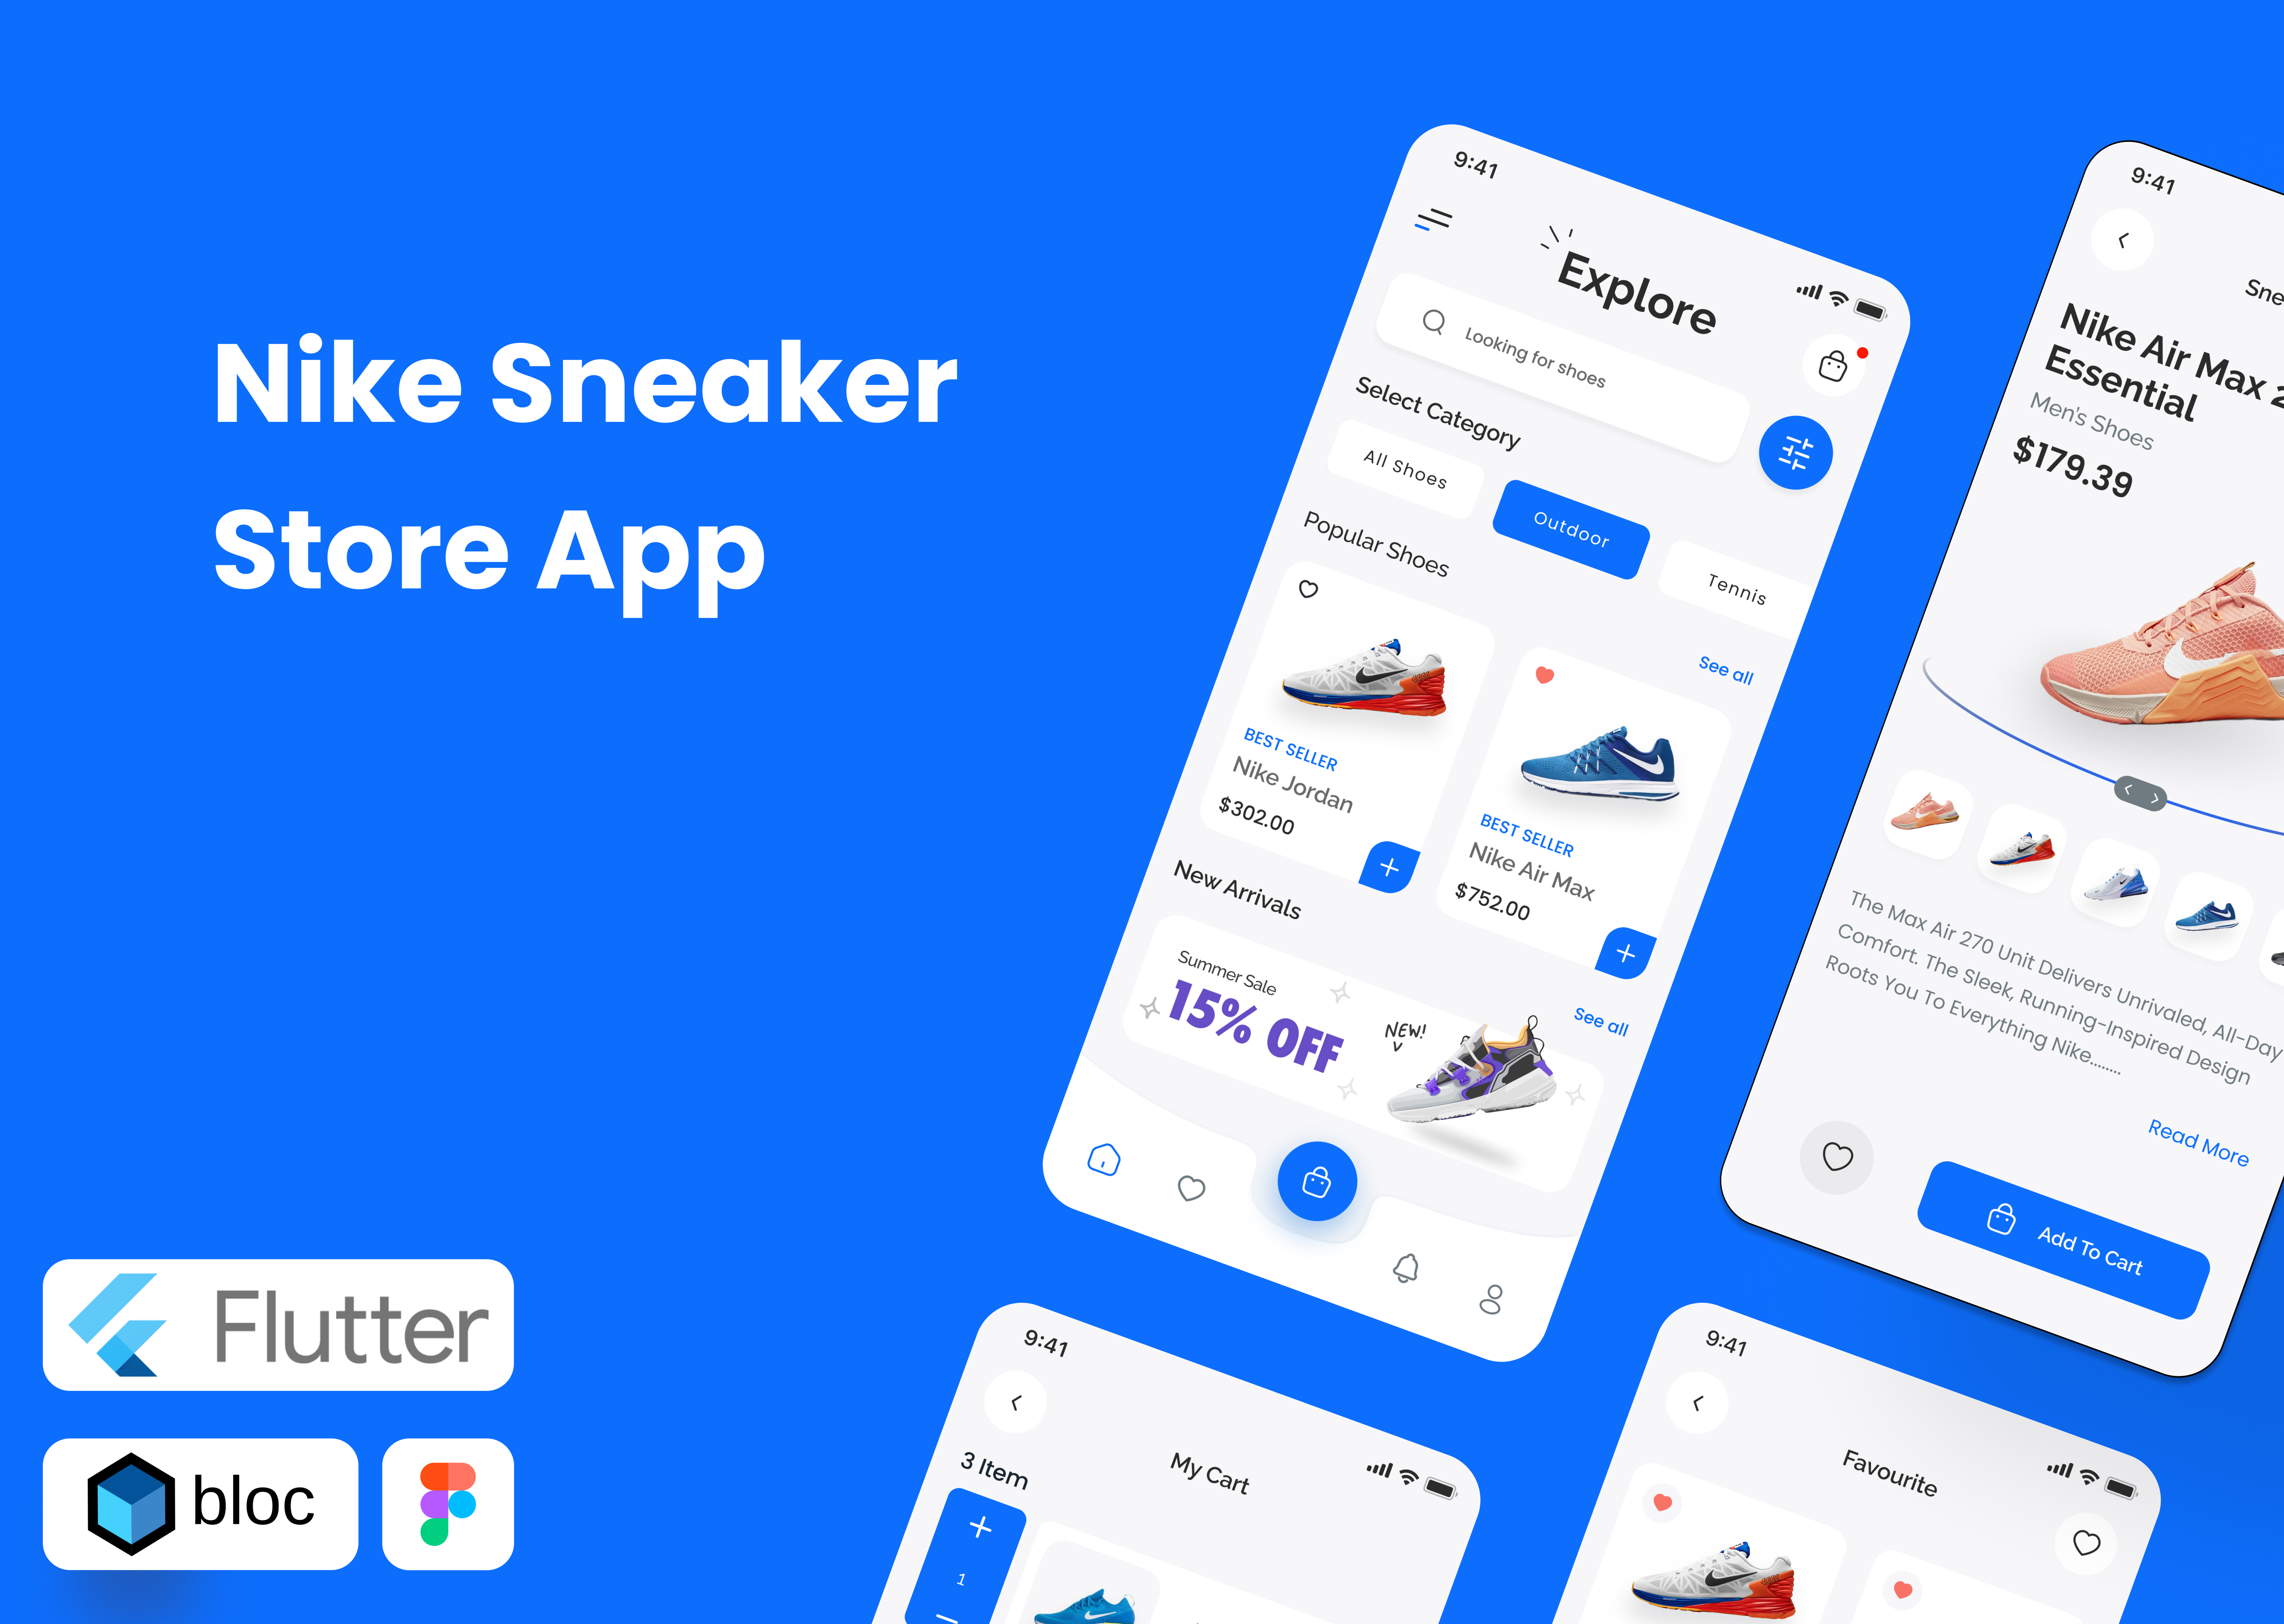 Nike Sneaker
Store App
Flutter
bloc
9:41
Explore
Looking for shoes
Select Category
All Shoes
Outdoor
Tennis
Popular Shoes
See all
BEST SELLER
Nike Jordan
$302.00
BEST SELLER
Nike Air Max
$752.00
New Arrivals
See all
Summer Sale
15% OFF
NEW!
9:41
Nike Air Max
Essential
Men's Shoes
$179.39
The Max Air 270 Unit Delivers Unrivaled, All-Day
Comfort. The Sleek, Running-Inspired Design
Roots You To Everything Nike........
Read More
Add To Cart
9:41
My Cart
3 Item
1
9:41
Favourite